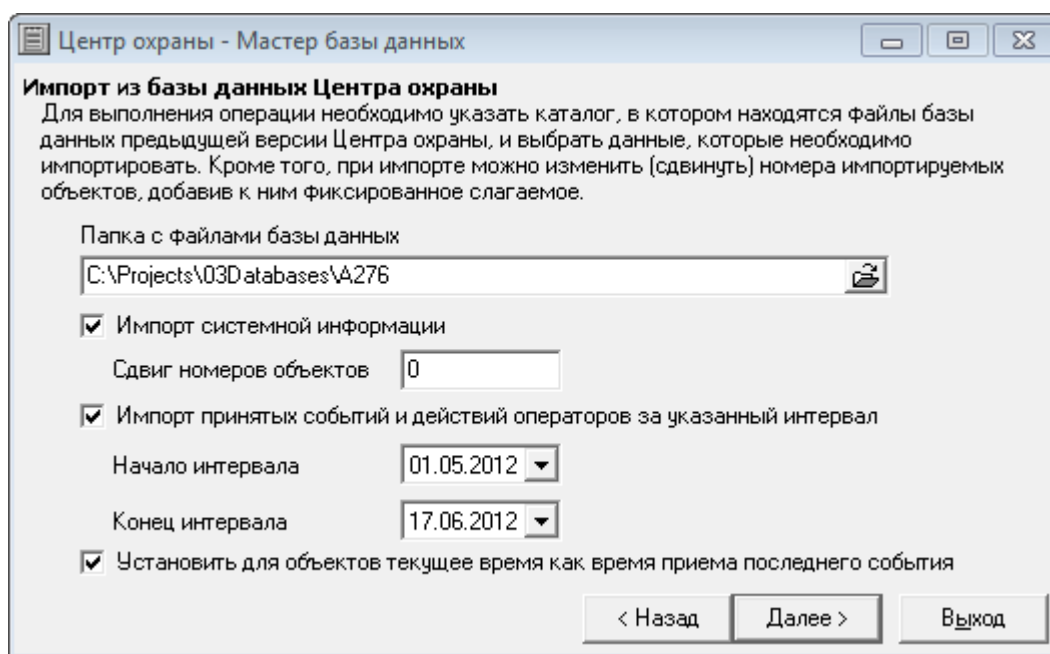 Центр охраны - Мастер базы данных
Импорт из базы данных Центра охраны
Для выполнения операции необходимо указать каталог, в котором находятся файлы базы
данных предыдущей версии Центра охраны, и выбрать данные, которые необходимо
импортировать. Кроме того, при импорте можно изменить (сдвинуть) номера импортируемых
объектов, добавив к ним фиксированное слагаемое.
Папка с файлами базы данных
C:\Projects\03Databases\A276
Импорт системной информации
Сдвиг номеров объектов 0
Импорт принятых событий и действий операторов за указанный интервал
Начало интервала 01.05.2012
Конец интервала 17.06.2012
Установить для объектов текущее время как время приема последнего события
< Назад Далее > Выход